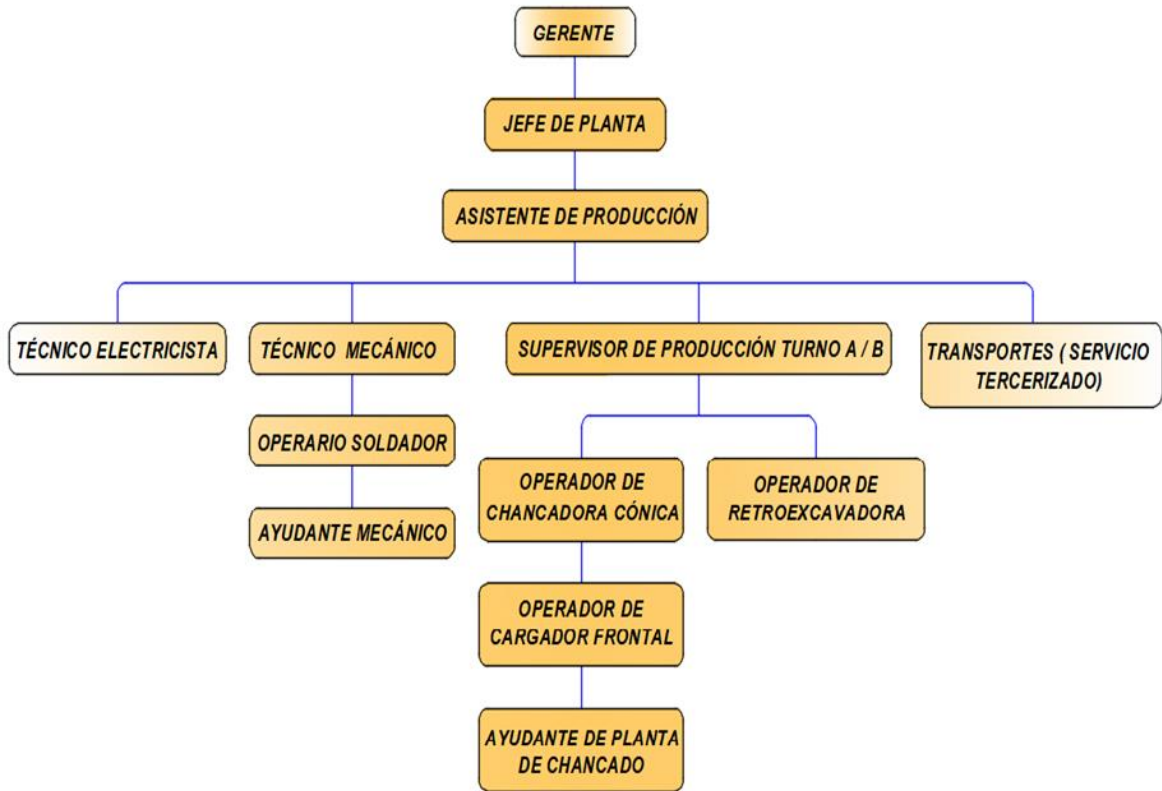 GERENTE
JEFE DE PLANTA
ASISTENTE DE PRODUCCIÓN
TÉCNICO ELECTRICISTA
TÉCNICO MECÁNICO
SUPERVISOR DE PRODUCCIÓN TURNO A / B
TRANSPORTES ( SERVICIO
TERCERIZADO)
OPERARIO SOLDADOR
AYUDANTE MECÁNICO
OPERADOR DE
CHANCADORA CÓNICA
OPERADOR DE
RETROEXCAVADORA
OPERADOR DE
CARGADOR FRONTAL
AYUDANTE DE PLANTA
DE CHANCADO